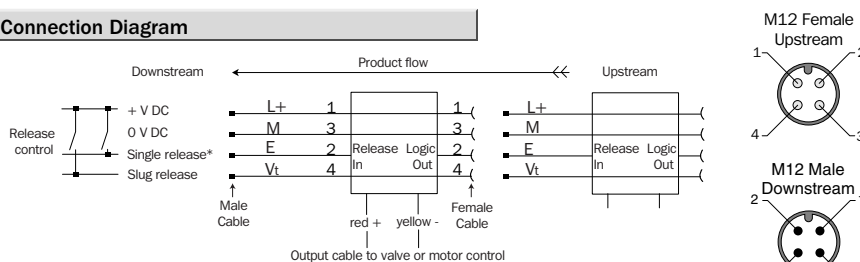 Connection Diagram
Downstream
Product flow
Upstream
Release control
+ V DC
0 V DC
Single release*
Slug release
L+ 1
M 3
E 2
Vt 4
Release In
Logic Out
1
3
2
4
L+
M
E
Vt
Release In
Logic Out
Male Cable
red +
yellow -
Female Cable
Output cable to valve or motor control
M12 Female
Upstream
1
4
3
M12 Male
Downstream
2